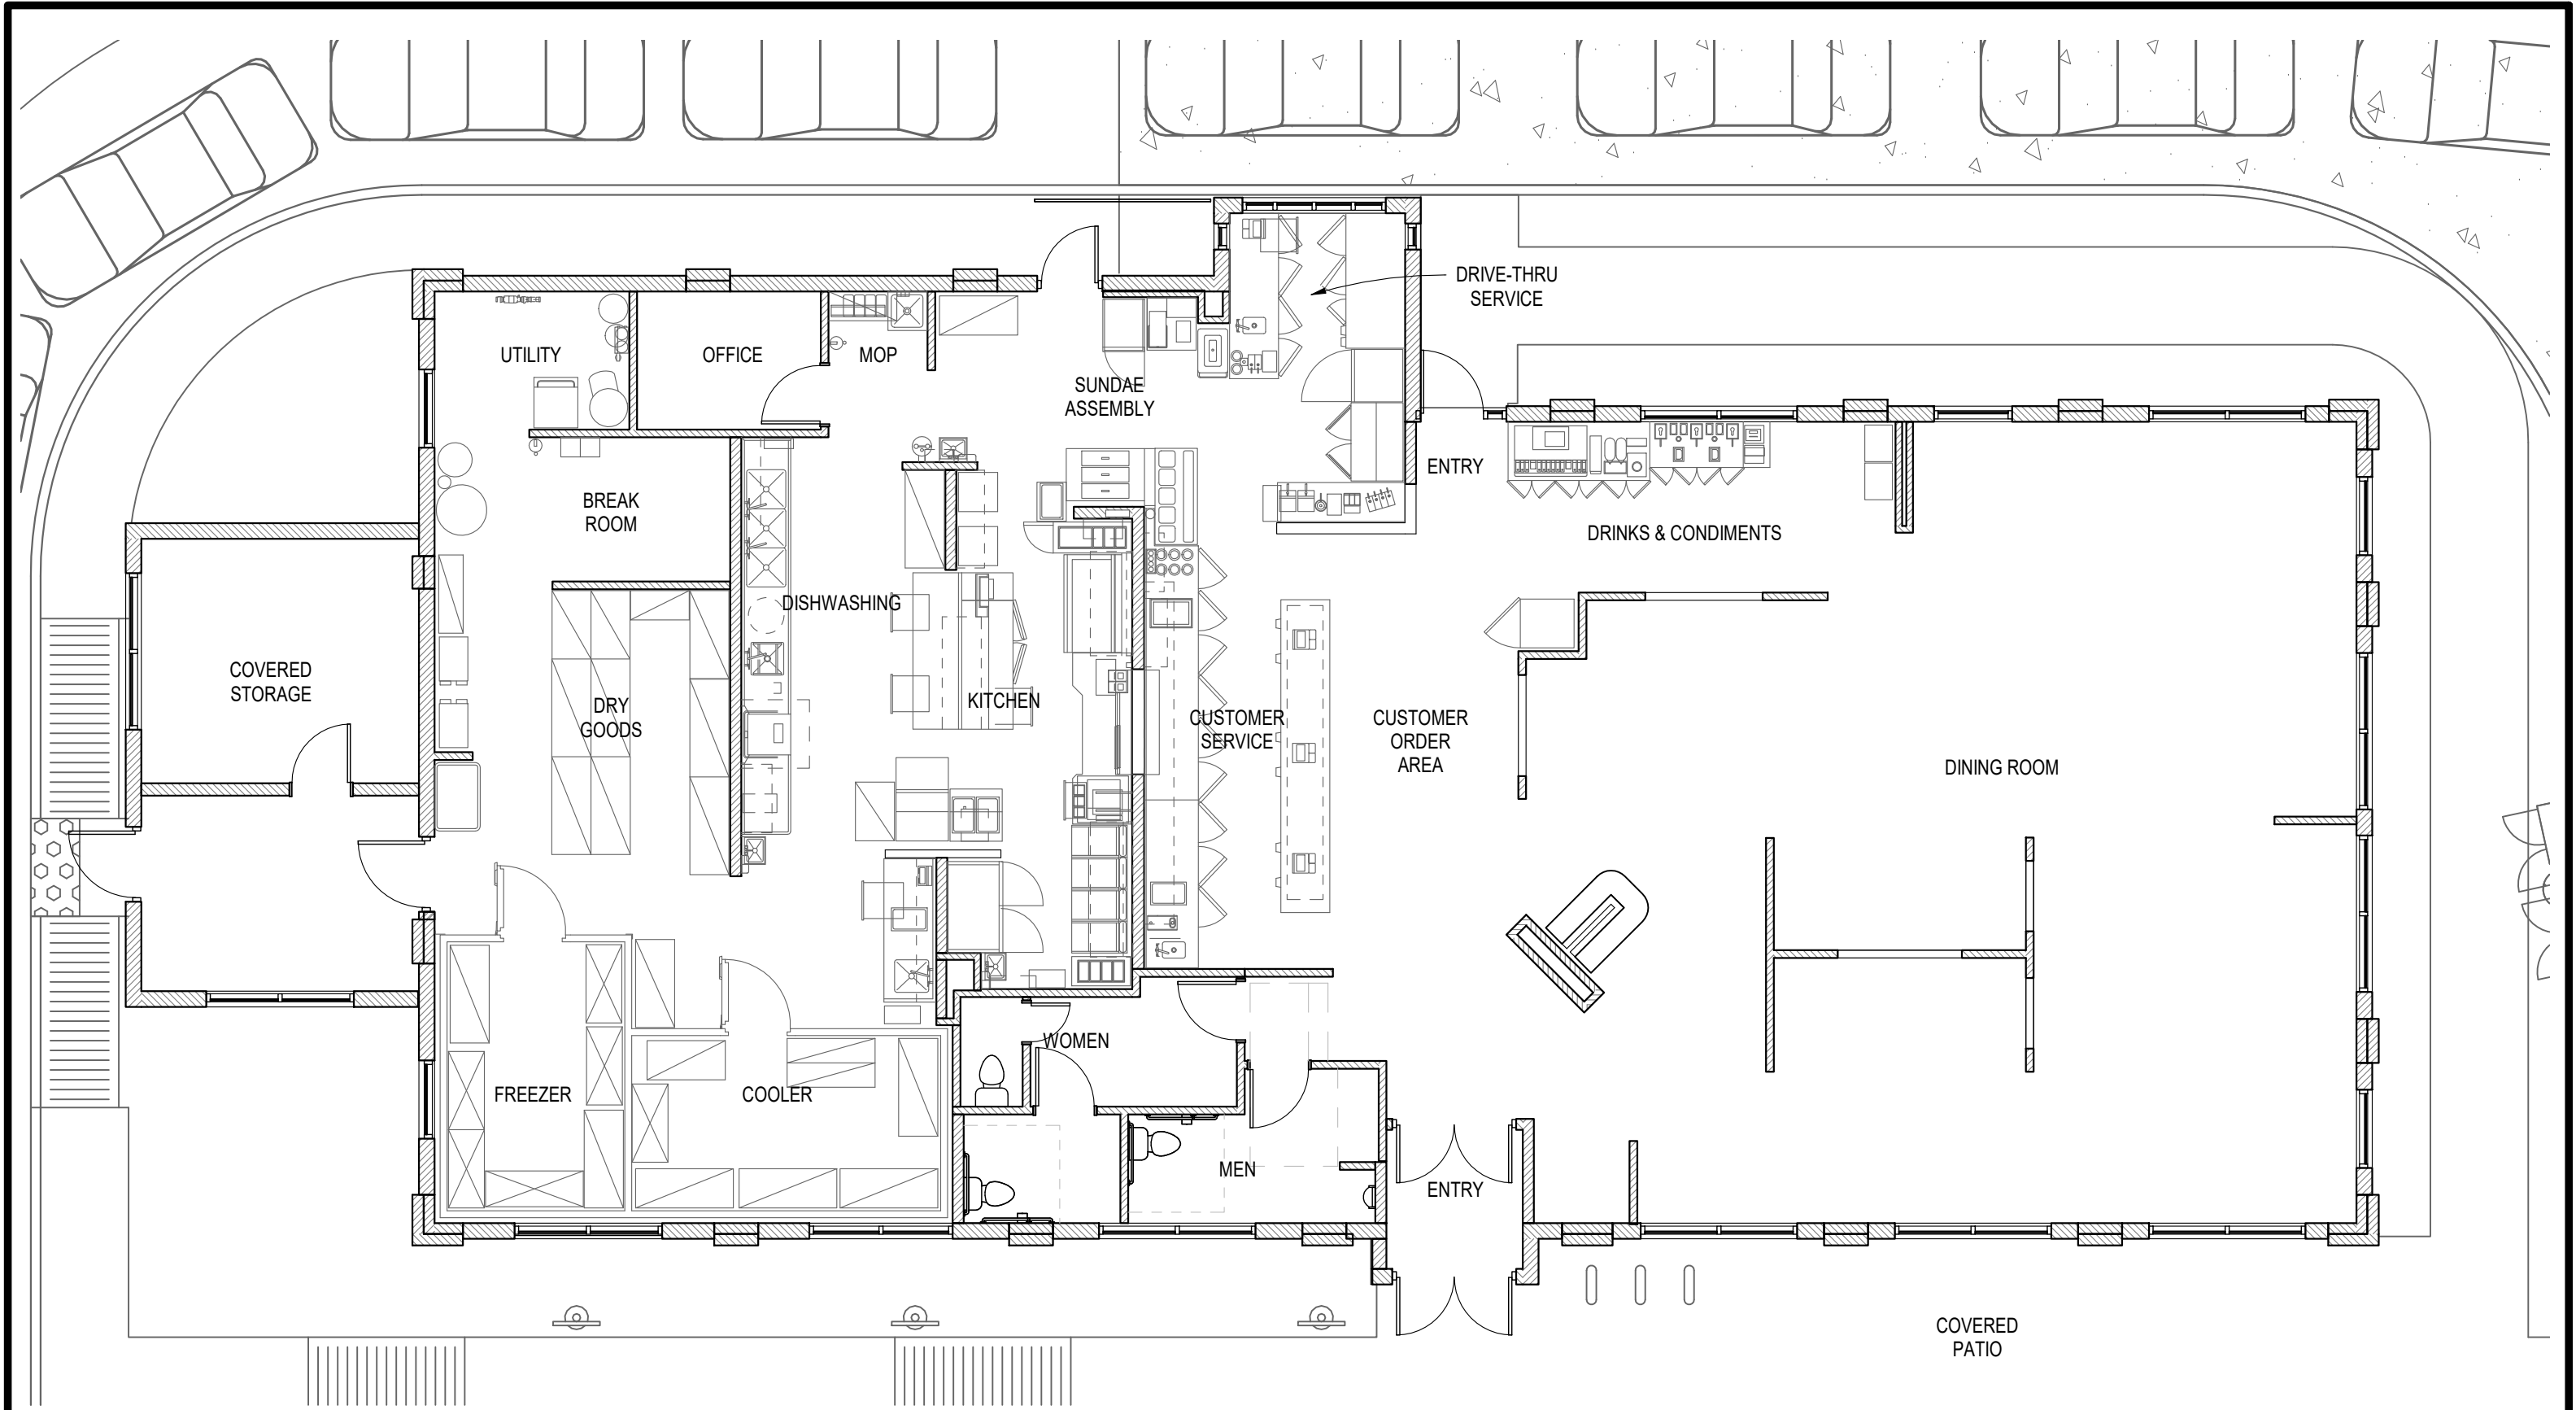 DRIVE-THRU
SERVICE
UTILITY
OFFICE
MOP
SUNDAE
ASSEMBLY
ENTRY
BREAK
ROOM
DRINKS & CONDIMENTS
DISHWASHING
COVERED
STORAGE
DRY
GOODS
KITCHEN
CUSTOMER
SERVICE
CUSTOMER
ORDER
AREA
DINING ROOM
WOMEN
FREEZER
COOLER
MEN
ENTRY
COVERED
PATIO